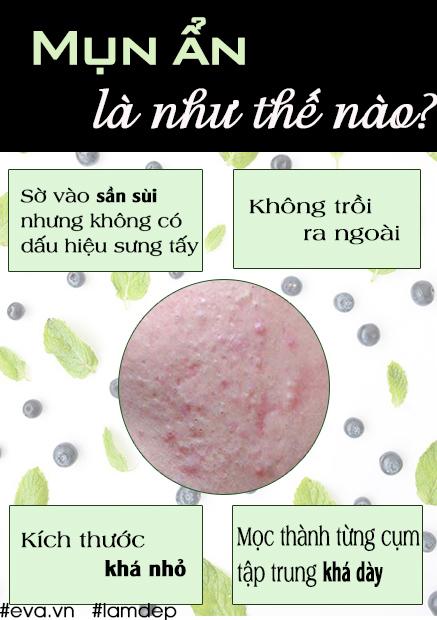 MỤN ẨN
là như thế nào?
Sờ vào sần sùi
nhưng không có
dấu hiệu sưng tấy
Không trồi
ra ngoài
Kích thước
khá nhỏ
Mọc thành từng cụm
tập trung khá dày
#eva.vn #lamdep